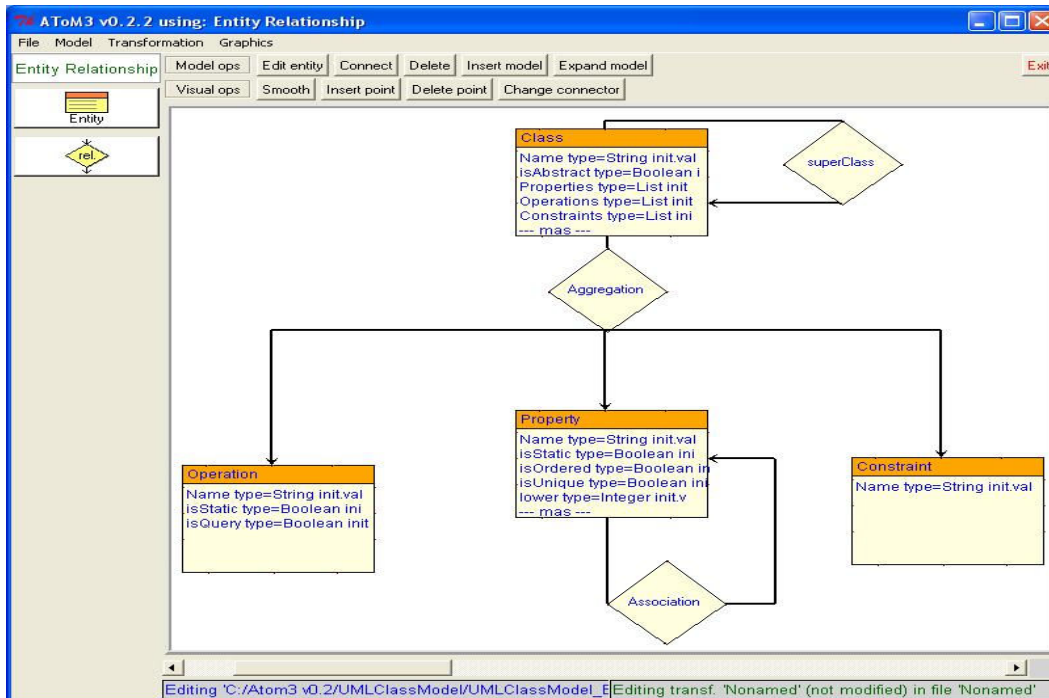 AToM3 v0.2.2 using: Entity Relationship
File Model Transformation Graphics
Entity Relationship
Model ops Edit entity Connect Delete Insert model Expand model Exit
Visual ops Smooth Insert point Delete point Change connector
Entity
rel.
Class
Name type=String init.val
isAbstract type=Boolean i
Properties type=List init
Operations type=List init
Constraints type=List ini
--- mas ---
superClass
Aggregation
Operation
Name type=String init.val
isStatic type=Boolean ini
isQuery type=Boolean init
Property
Name type=String init.val
isStatic type=Boolean ini
isOrdered type=Boolean in
isUnique type=Boolean ini
lower type=Integer init.v
--- mas ---
Constraint
Name type=String init.val
Association
Editing 'C:/Atom3 v0.2/UMLClassModel/UMLClassModel_E
Editing transf. 'Nonamed' (not modified) in file 'Nonamed'